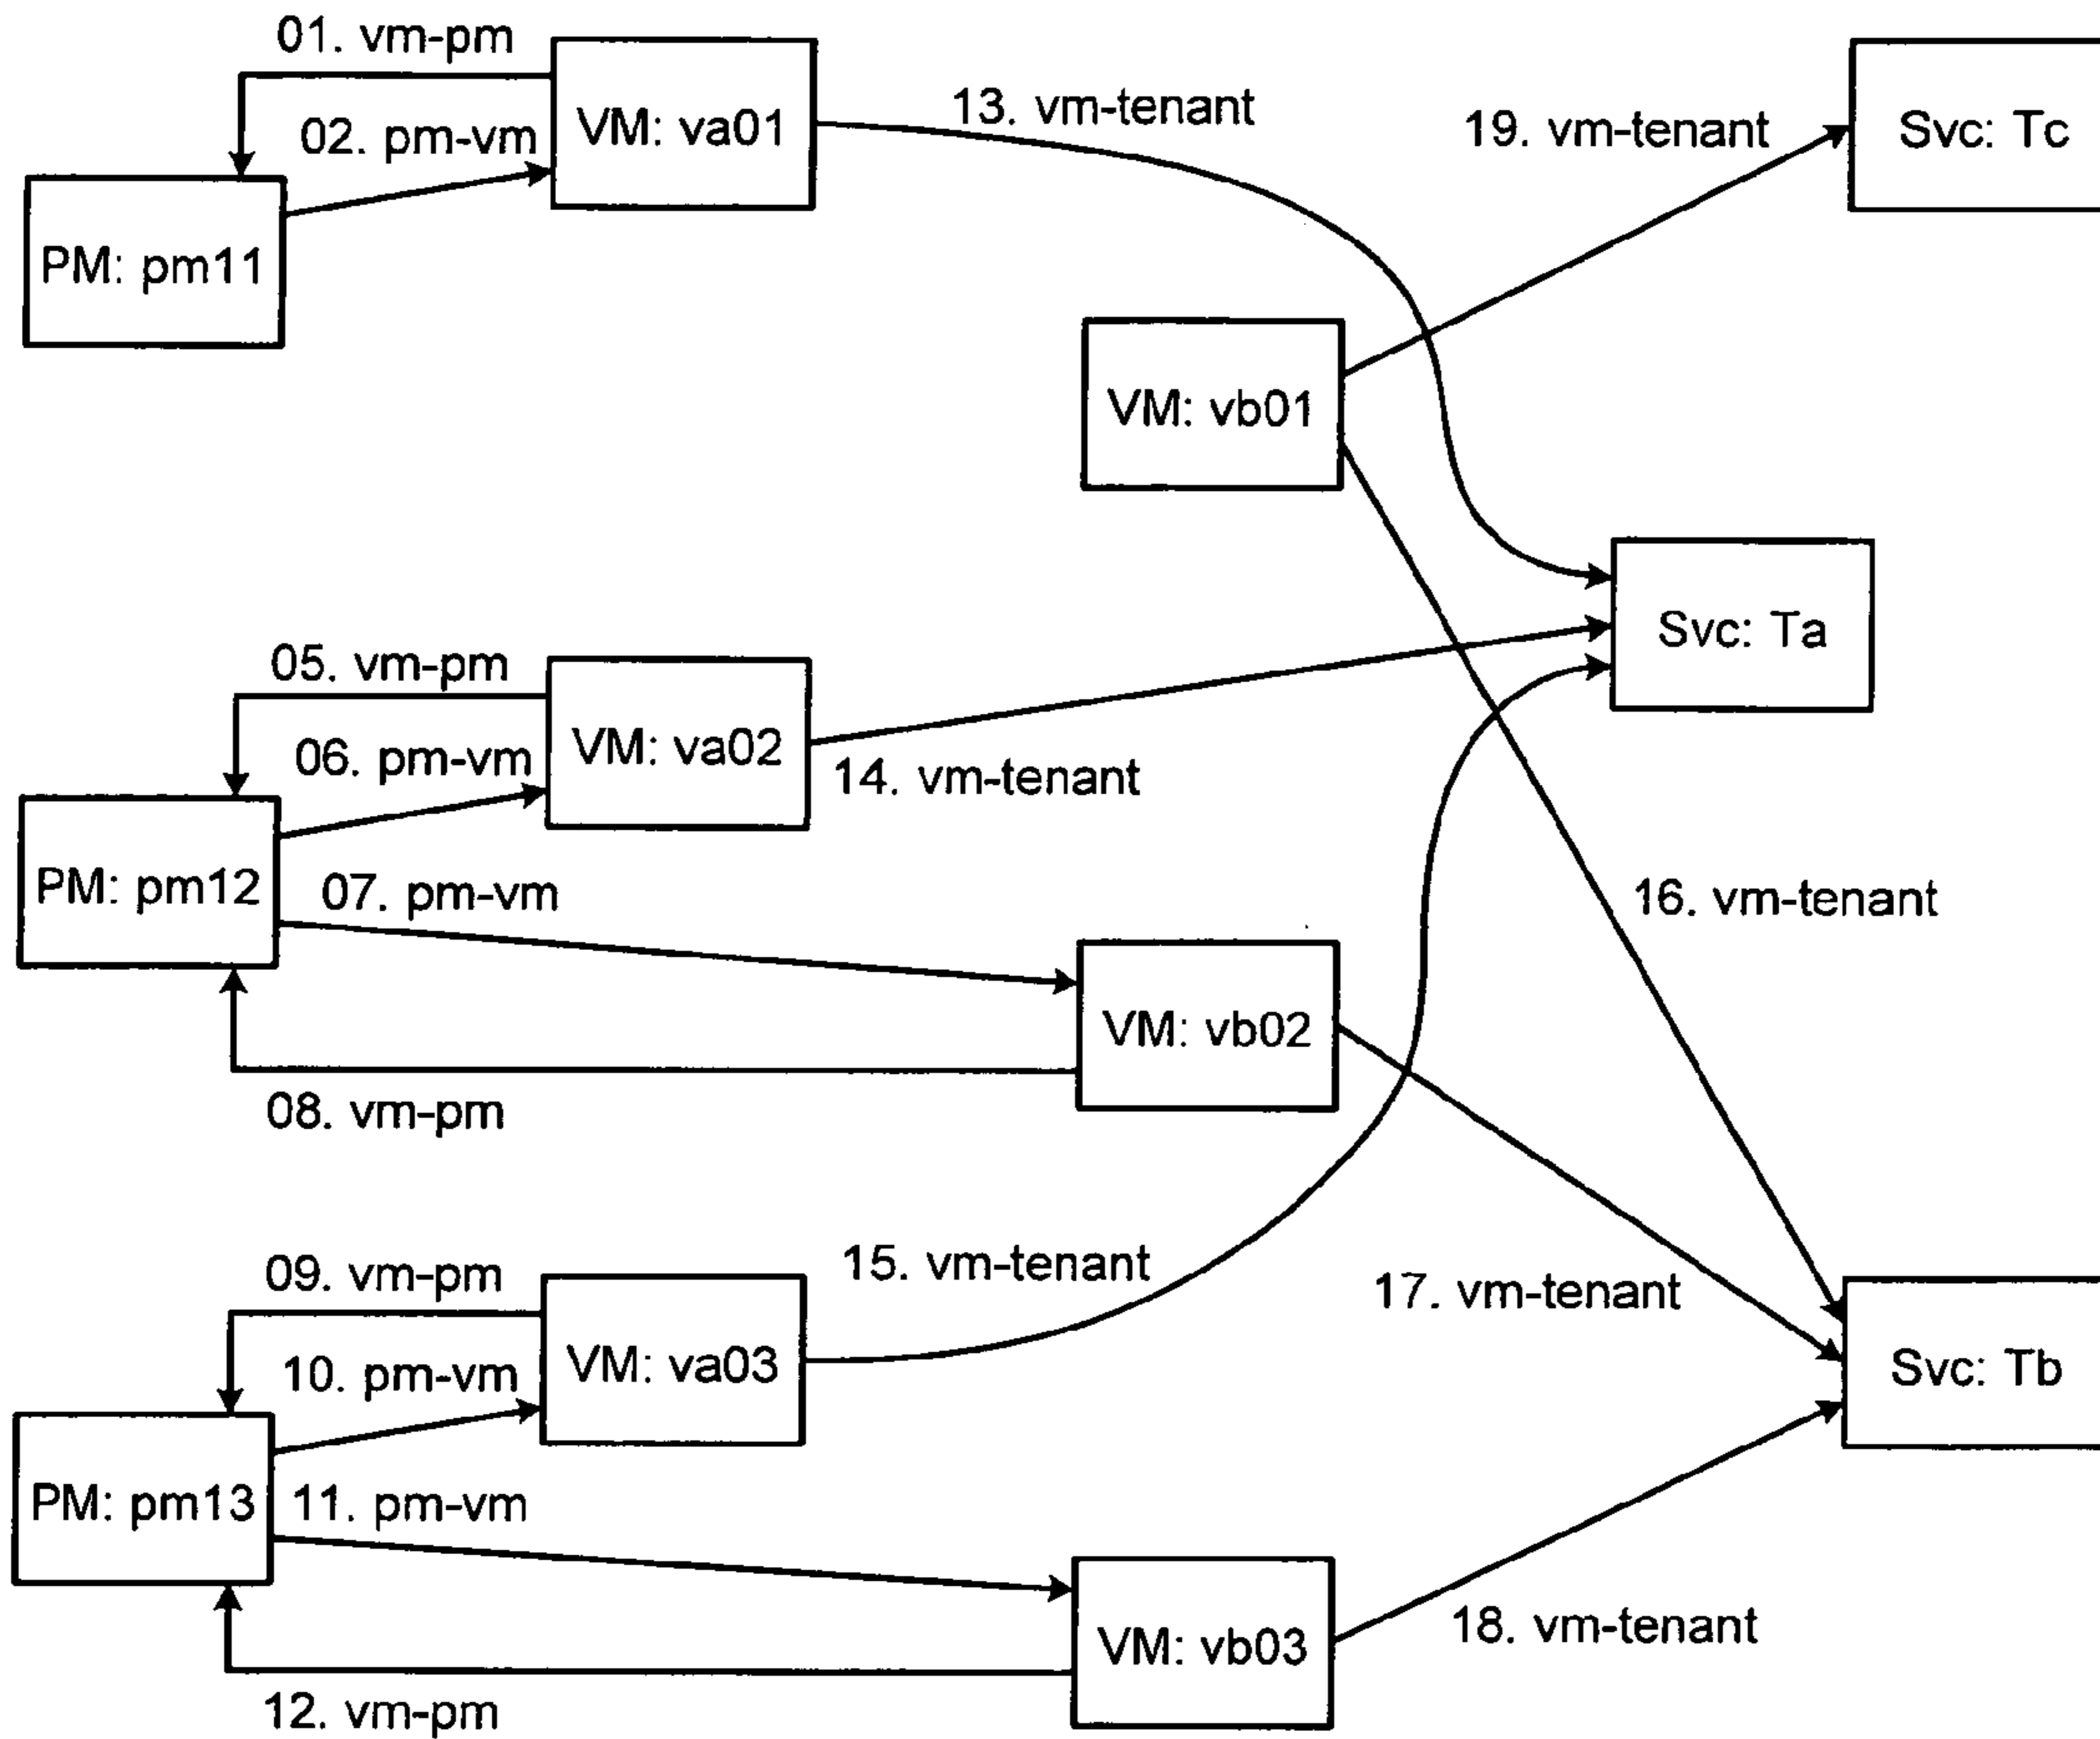 01. vm-pm
VM: va01
13. vm-tenant
19. vm-tenant
Svc: Tc
02. pm-vm
PM: pm11
VM: vb01
Svc: Ta
05. vm-pm
VM: va02
06. pm-vm
14. vm-tenant
PM: pm12
07. pm-vm
16. vm-tenant
VM: vb02
08. vm-pm
09. vm-pm
15. vm-tenant
17. vm-tenant
VM: va03
Svc: Tb
10. pm-vm
PM: pm13
11. pm-vm
VM: vb03
18. vm-tenant
12. vm-pm